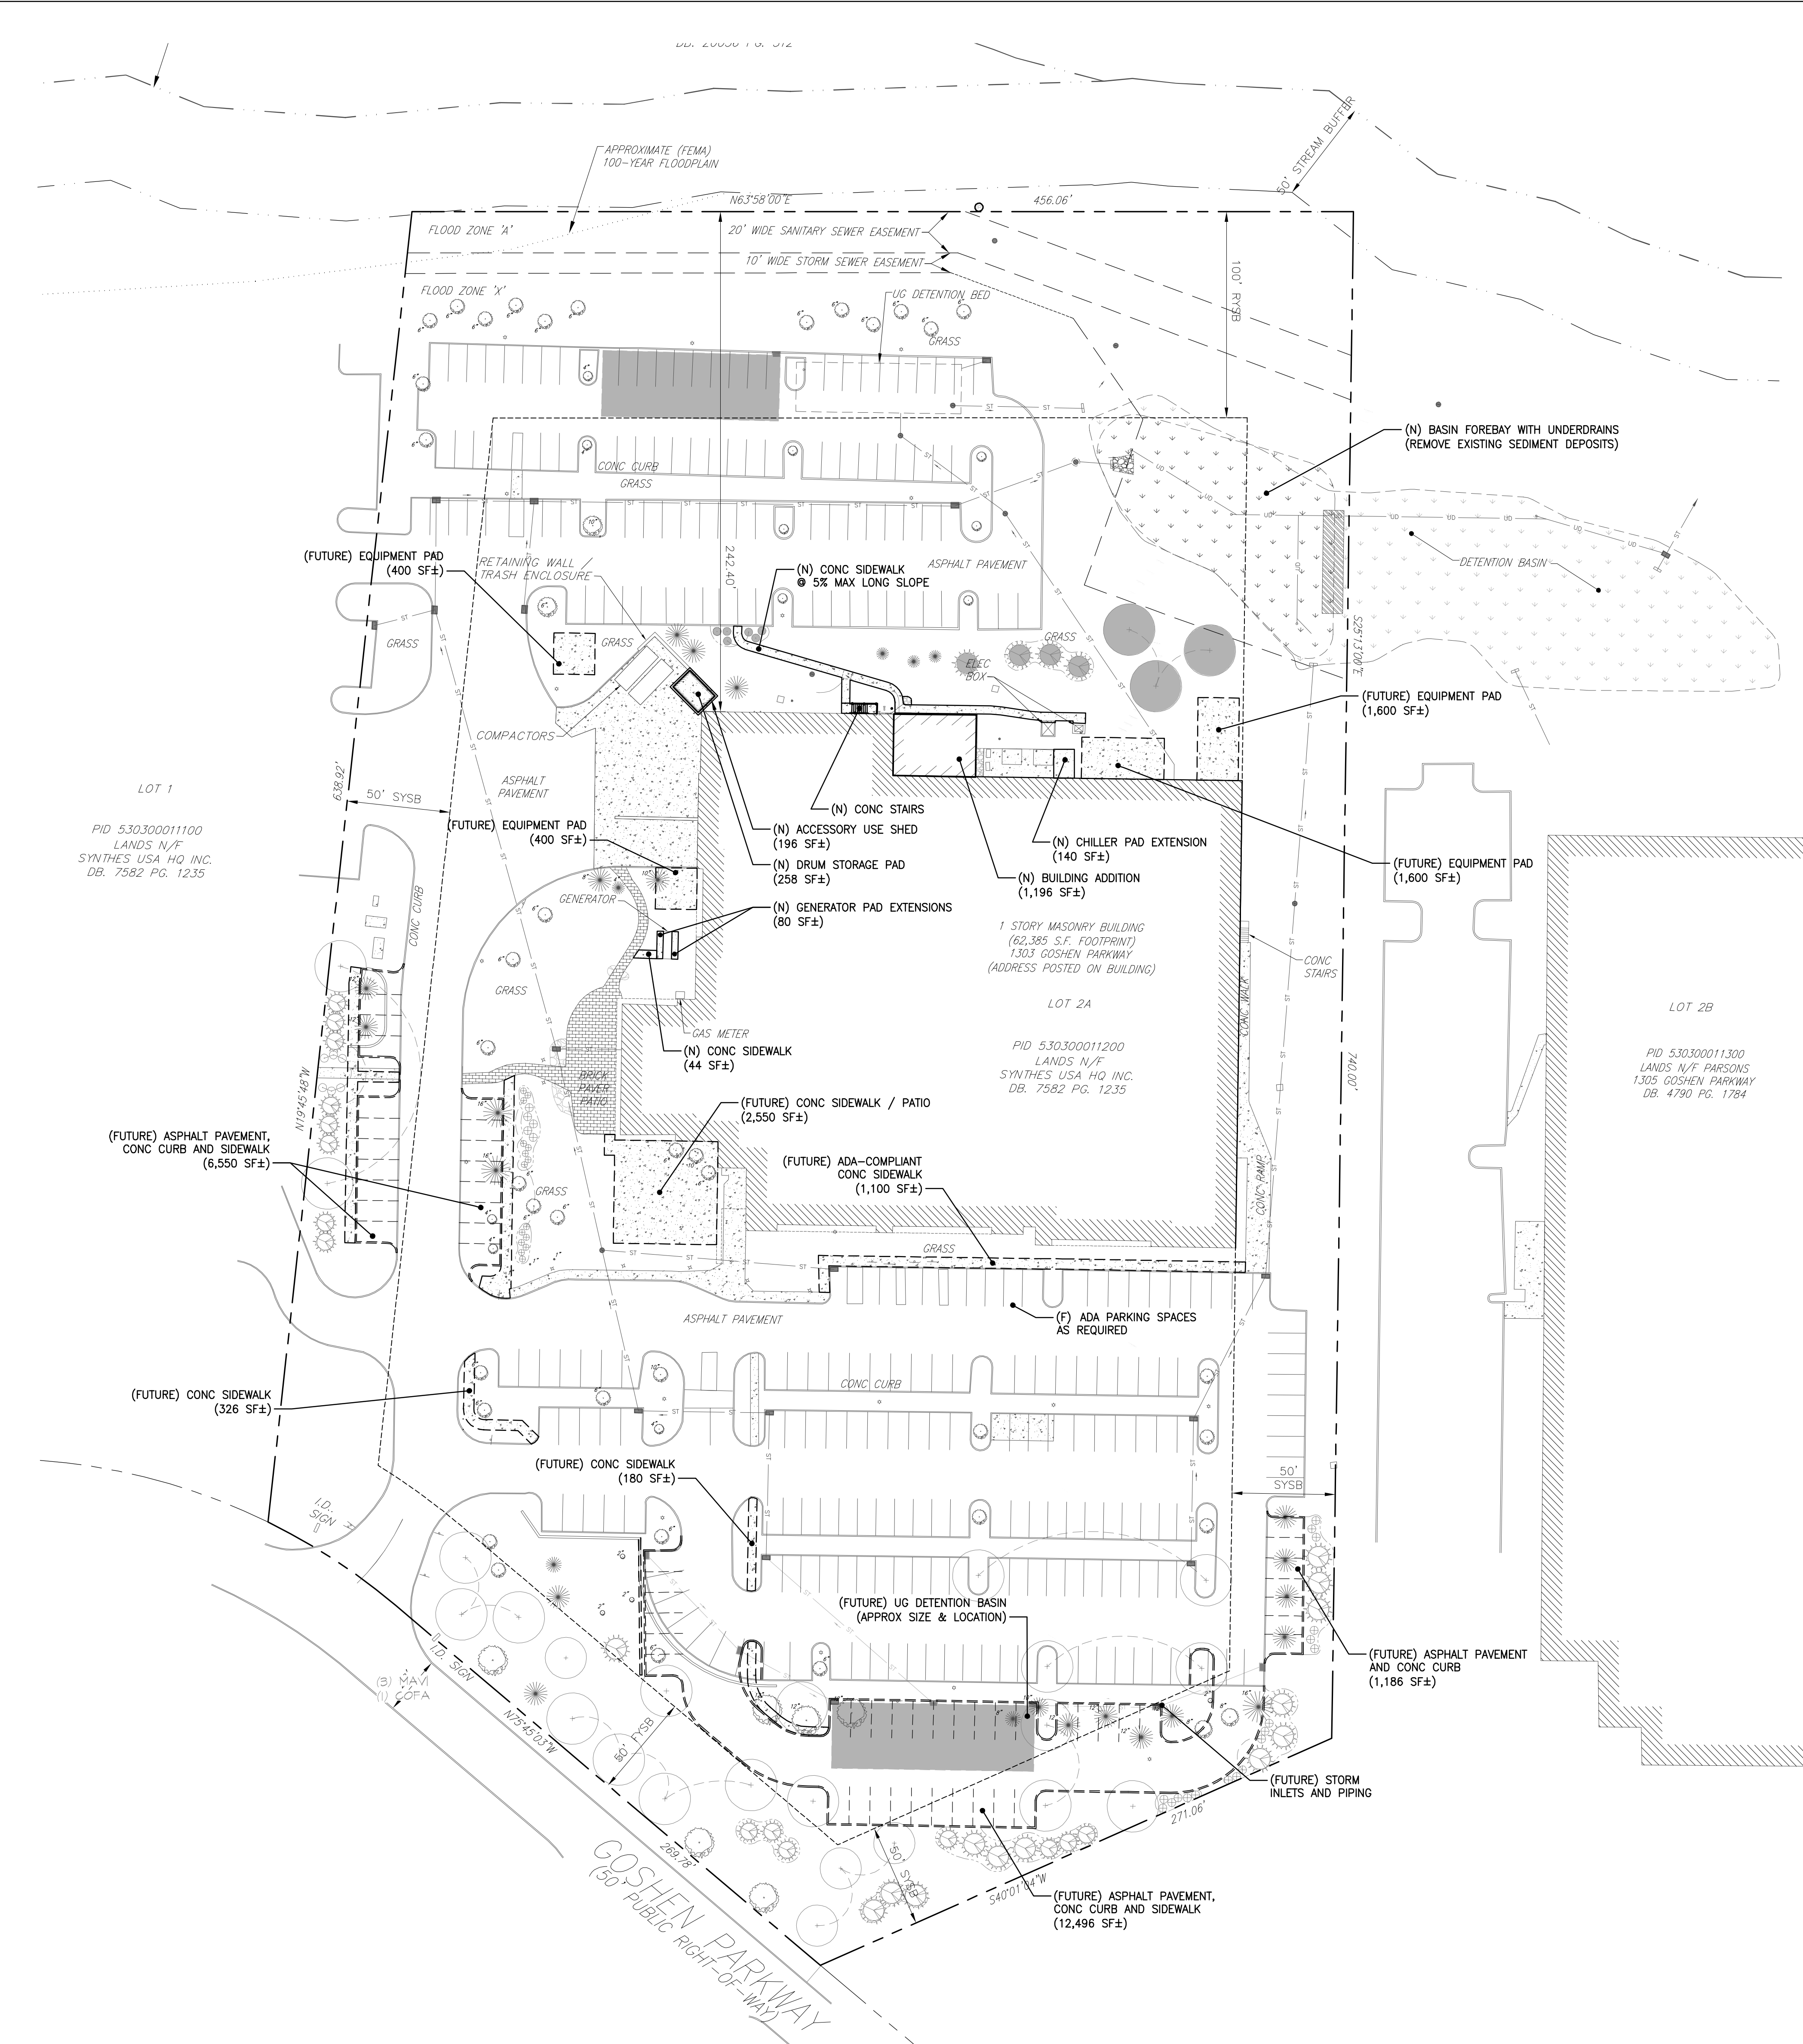 50' STREAM BUFFER
APPROXIMATE (FEMA)
100-YEAR FLOODPLAIN
N63°58'00"E
456.06'
FLOOD ZONE 'A'
20' WIDE SANITARY SEWER EASEMENT
10' WIDE STORM SEWER EASEMENT
100' RYSB
FLOOD ZONE 'X'
UG DETENTION BED
GRASS
(N) BASIN FOREBAY WITH UNDERDRAINS
(REMOVE EXISTING SEDIMENT DEPOSITS)
CONC CURB
GRASS
(FUTURE) EQUIPMENT PAD
(400 SF±)
RETAINING WALL /
TRASH ENCLOSURE
242.40'
(N) CONC SIDEWALK
@ 5% MAX LONG SLOPE
ASPHALT PAVEMENT
DETENTION BASIN
GRASS
GRASS
GRASS
ELEC
BOX
S25°13'00"E
(FUTURE) EQUIPMENT PAD
(1,600 SF±)
COMPACTORS
LOT 1
PID 530300011100
LANDS N/F
SYNTHES USA HQ INC.
DB. 7582 PG. 1235
638.92'
50' SYSB
ASPHALT
PAVEMENT
(FUTURE) EQUIPMENT PAD
(400 SF±)
(N) CONC STAIRS
(N) ACCESSORY USE SHED
(196 SF±)
(N) DRUM STORAGE PAD
(258 SF±)
(N) CHILLER PAD EXTENSION
(140 SF±)
(N) BUILDING ADDITION
(1,196 SF±)
(FUTURE) EQUIPMENT PAD
(1,600 SF±)
CONC CURB
GENERATOR
(N) GENERATOR PAD EXTENSIONS
(80 SF±)
1 STORY MASONRY BUILDING
(62,385 S.F. FOOTPRINT)
1303 GOSHEN PARKWAY
(ADDRESS POSTED ON BUILDING)
LOT 2A
PID 530300011200
LANDS N/F
SYNTHES USA HQ INC.
DB. 7582 PG. 1235
CONC
STAIRS
CONC WALK
LOT 2B
PID 530300011300
LANDS N/F PARSONS
1305 GOSHEN PARKWAY
DB. 4790 PG. 1784
GRASS
GAS METER
(N) CONC SIDEWALK
(44 SF±)
BRICK
PAVER
PATIO
740.00'
N19°45'48"W
(FUTURE) CONC SIDEWALK / PATIO
(2,550 SF±)
(FUTURE) ASPHALT PAVEMENT,
CONC CURB AND SIDEWALK
(6,550 SF±)
(FUTURE) ADA-COMPLIANT
CONC SIDEWALK
(1,100 SF±)
CONC RAMP
GRASS
GRASS
ASPHALT PAVEMENT
(F) ADA PARKING SPACES
AS REQUIRED
(FUTURE) CONC SIDEWALK
(326 SF±)
CONC CURB
(FUTURE) CONC SIDEWALK
(180 SF±)
50'
SYSB
I.D.
SIGN
(FUTURE) UG DETENTION BASIN
(APPROX SIZE & LOCATION)
(FUTURE) ASPHALT PAVEMENT
AND CONC CURB
(1,186 SF±)
I.D. SIGN
(3) MAVI
(1) COFA
N75°45'03"W
50' FYSB
(FUTURE) STORM
INLETS AND PIPING
271.06'
269.78'
50' SYSB
S40°01'04"W
(FUTURE) ASPHALT PAVEMENT,
CONC CURB AND SIDEWALK
(12,496 SF±)
GOSHEN PARKWAY
(50' PUBLIC RIGHT-OF-WAY)